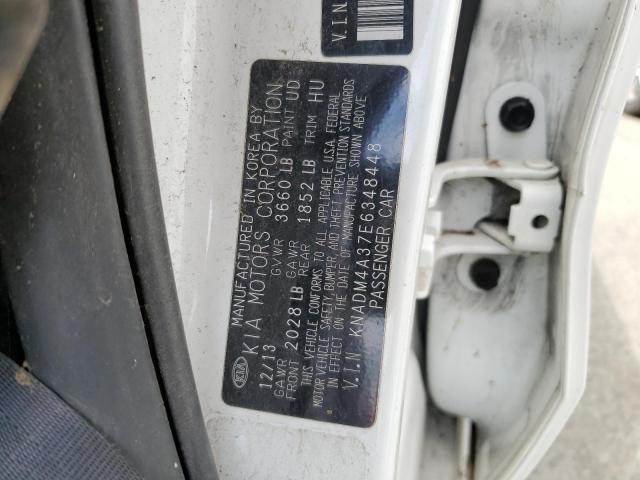 V.I.N
MANUFACTURED IN KOREA BY
KIA KIA MOTORS CORPORATION
12/13 GVWR 3660 LB PAINT UD
GAWR FRONT 2028 LB GAWR REAR 1852 LB TRIM HU
THIS VEHICLE CONFORMS TO ALL APPLICABLE U.S.A. FEDERAL
MOTOR VEHICLE SAFETY, BUMPER, AND THEFT PREVENTION STANDARDS
IN EFFECT ON THE DATE OF MANUFACTURE SHOWN ABOVE
V.I.N KNADM4A37E6348448
PASSENGER CAR